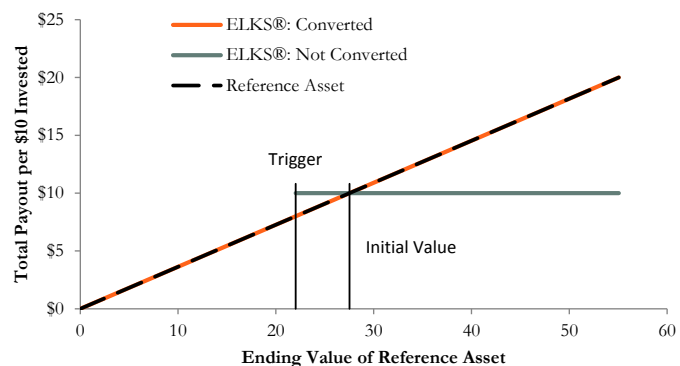 $25
$20
$15
$10
$5
$0
Total Payout per $10 Invested
ELKS®: Converted
ELKS®: Not Converted
Reference Asset
Trigger
Initial Value
0
10
20
30
40
50
60
Ending Value of Reference Asset